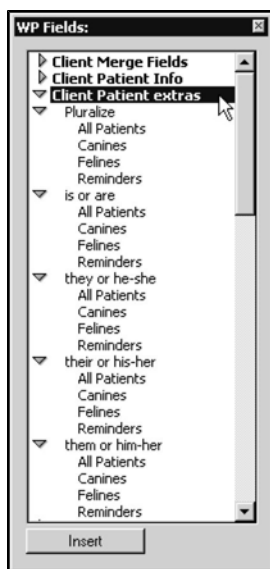 WP Fields:
Client Merge Fields
Client Patient Info
Client Patient extras
Pluralize
All Patients
Canines
Felines
Reminders
is or are
All Patients
Canines
Felines
Reminders
they or he-she
All Patients
Canines
Felines
Reminders
their or his-her
All Patients
Canines
Felines
Reminders
them or him-her
All Patients
Canines
Felines
Reminders
Insert